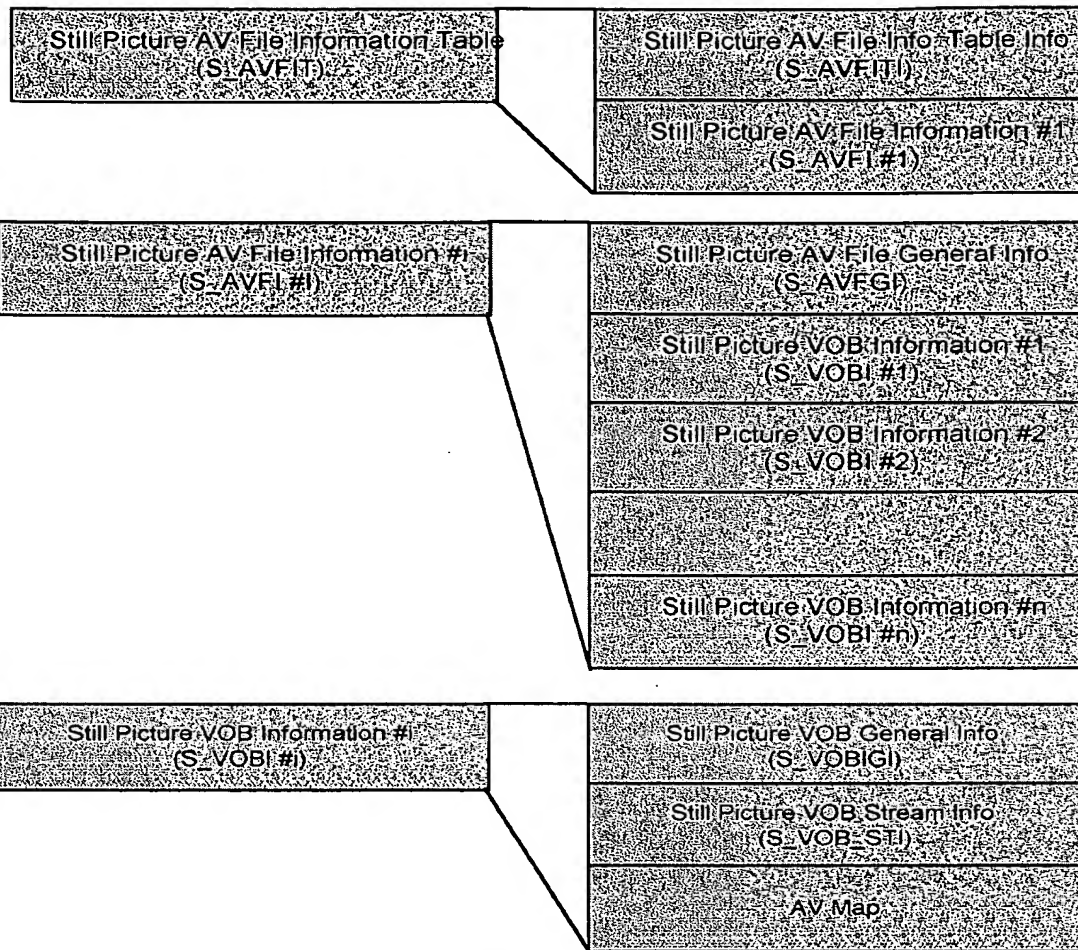 Still Picture AV File Information Table
(S_AVFIT)
Still Picture AV File Info Table Info
(S_AVFITI)
Still Picture AV File Information #1
(S_AVFI #1)
Still Picture AV File Information #i
(S_AVFI #I)
Still Picture AV File General Info
(S_AVFGI)
Still Picture VOB Information #1
(S_VOBI #1)
Still Picture VOB Information #2
(S_VOBI #2)
Still Picture VOB Information #n
(S_VOBI #n)
Still Picture VOB Information #i
(S_VOBI #i)
Still Picture VOB General Info
(S_VOBIGI)
Still Picture VOB Stream Info
(S_VOB_STI)
AV Map